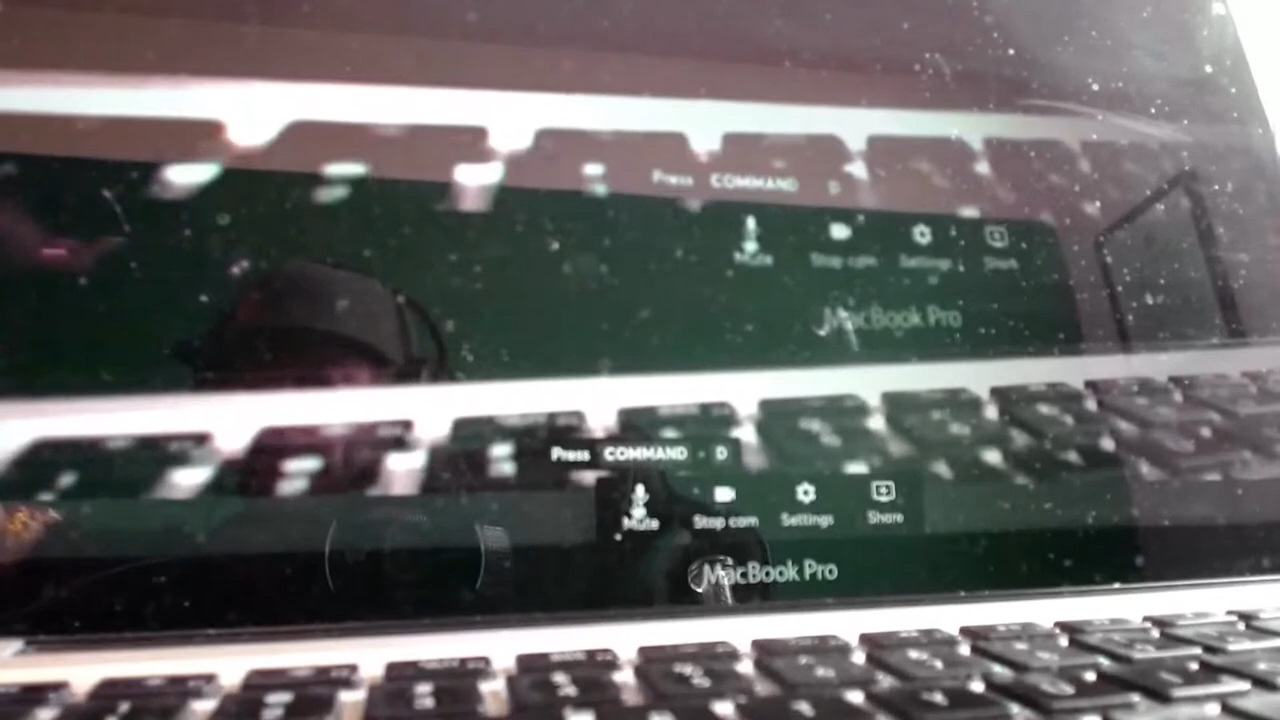 Press COMMAND D
Mute Stop cam Settings Share
MacBook Pro
Press COMMAND - D
Mute Stop cam Settings Share
MacBook Pro